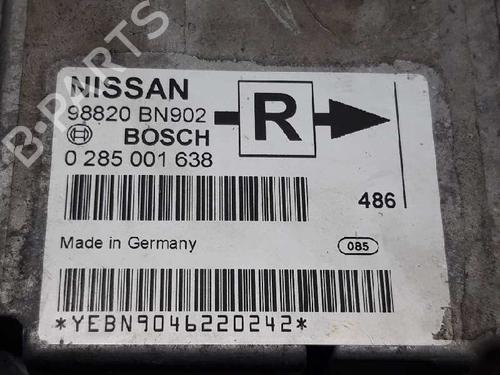 B-PARTS
NISSAN
98820 BN902
R
BOSCH
0 285 001 638
486
Made in Germany
085
*YEBN9046220242*